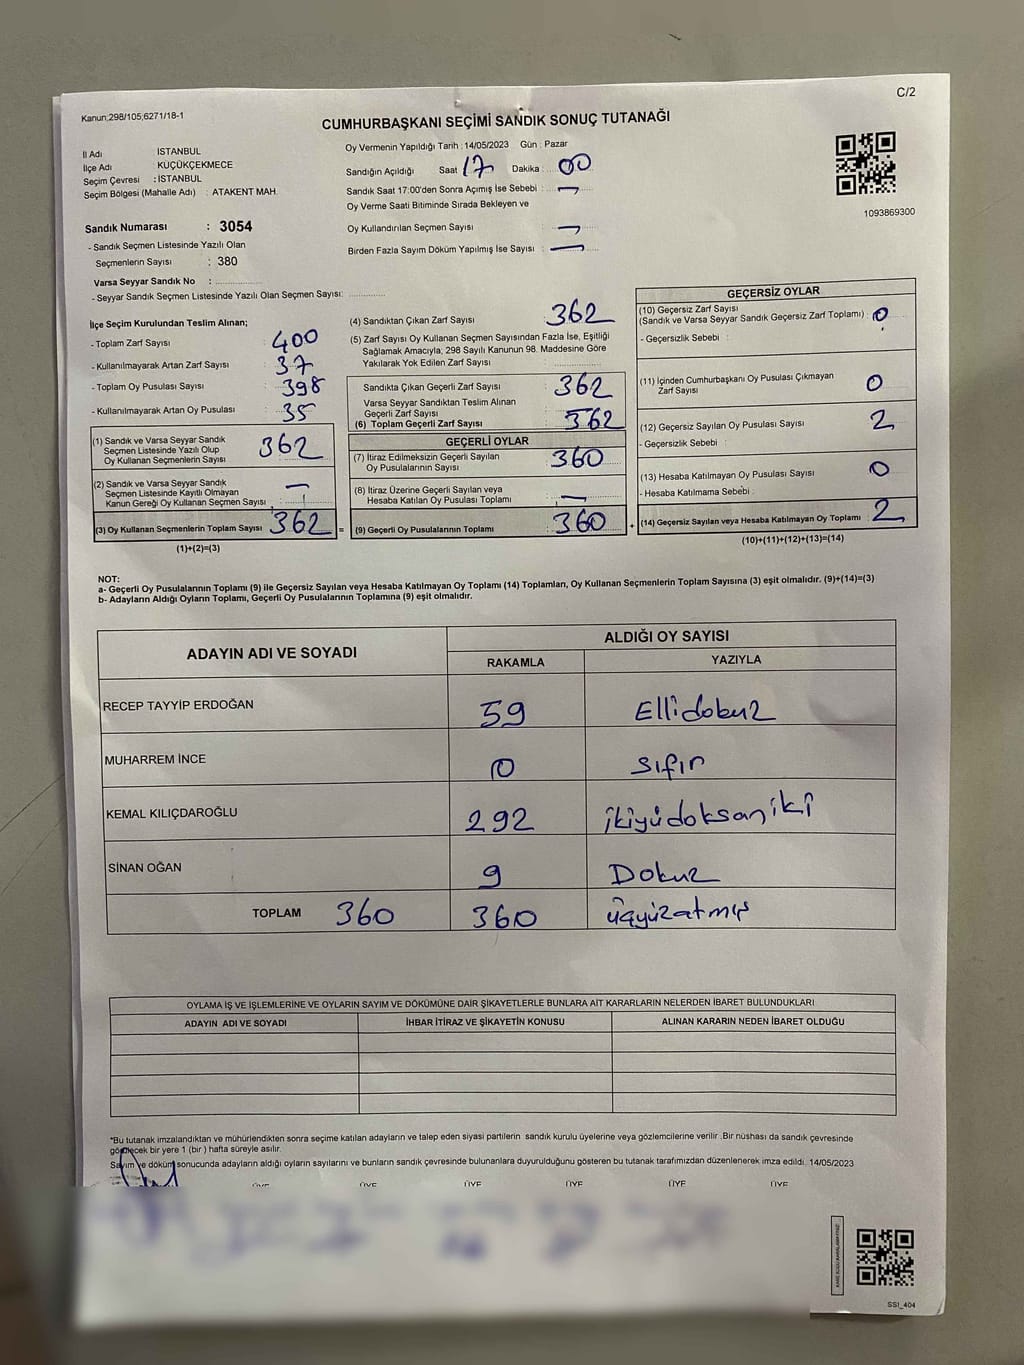 C/2
Kanun;298/105;6271/18-1
CUMHURBAŞKANI SEÇİMİ SANDIK SONUÇ TUTANAĞI
İl Adı İSTANBUL
İlçe Adı KÜÇÜKÇEKMECE
Seçim Çevresi : İSTANBUL
Seçim Bölgesi (Mahalle Adı) : ATAKENT MAH.
Oy Vermenin Yapıldığı Tarih : 14/05/2023 Gün : Pazar
Sandığın Açıldığı Saat 17 Dakika : 00
Sandık Saat 17:00'den Sonra Açımış İse Sebebi : —
Oy Verme Saati Bitiminde Sırada Bekleyen ve
Oy Kullandırılan Seçmen Sayısı : —
Birden Fazla Sayım Döküm Yapılmış İse Sayısı : —
1093869300
Sandık Numarası : 3054
- Sandık Seçmen Listesinde Yazılı Olan
Seçmenlerin Sayısı : 380
Varsa Seyyar Sandık No :
- Seyyar Sandık Seçmen Listesinde Yazılı Olan Seçmen Sayısı:
İlçe Seçim Kurulundan Teslim Alınan;
- Toplam Zarf Sayısı : 400
- Kullanılmayarak Artan Zarf Sayısı : 37
- Toplam Oy Pusulası Sayısı : 398
- Kullanılmayarak Artan Oy Pusulası : 35
(1) Sandık ve Varsa Seyyar Sandık
Seçmen Listesinde Yazılı Olup
Oy Kullanan Seçmenlerin Sayısı : 362
(2) Sandık ve Varsa Seyyar Sandık
Seçmen Listesinde Kayıtlı Olmayan
Kanun Gereği Oy Kullanan Seçmen Sayısı : —
(3) Oy Kullanan Seçmenlerin Toplam Sayısı : 362 =
(1)+(2)=(3)
(4) Sandıktan Çıkan Zarf Sayısı : 362
(5) Zarf Sayısı Oy Kullanan Seçmen Sayısından Fazla İse, Eşitliği
Sağlamak Amacıyla; 298 Sayılı Kanunun 98. Maddesine Göre
Yakılarak Yok Edilen Zarf Sayısı :
Sandıkta Çıkan Geçerli Zarf Sayısı : 362
Varsa Seyyar Sandıktan Teslim Alınan
Geçerli Zarf Sayısı :
(6) Toplam Geçerli Zarf Sayısı : 362
GEÇERLİ OYLAR
(7) İtiraz Edilmeksizin Geçerli Sayılan
Oy Pusulalarının Sayısı : 360
(8) İtiraz Üzerine Geçerli Sayılan veya
Hesaba Katılan Oy Pusulası Toplamı : —
(9) Geçerli Oy Pusulalarının Toplamı : 360 +
GEÇERSİZ OYLAR
(10) Geçersiz Zarf Sayısı
(Sandık ve Varsa Seyyar Sandık Geçersiz Zarf Toplamı) : 0
- Geçersizlik Sebebi :
(11) İçinden Cumhurbaşkanı Oy Pusulası Çıkmayan
Zarf Sayısı : 0
(12) Geçersiz Sayılan Oy Pusulası Sayısı : 2
- Geçersizlik Sebebi :
(13) Hesaba Katılmayan Oy Pusulası Sayısı : 0
- Hesaba Katılmama Sebebi :
(14) Geçersiz Sayılan veya Hesaba Katılmayan Oy Toplamı : 2
(10)+(11)+(12)+(13)=(14)
NOT:
a- Geçerli Oy Pusulalarının Toplamı (9) ile Geçersiz Sayılan veya Hesaba Katılmayan Oy Toplamı (14) Toplamları, Oy Kullanan Seçmenlerin Toplam Sayısına (3) eşit olmalıdır. (9)+(14)=(3)
b- Adayların Aldığı Oyların Toplamı, Geçerli Oy Pusulalarının Toplamına (9) eşit olmalıdır.
ADAYIN ADI VE SOYADI
ALDIĞI OY SAYISI
RAKAMLA YAZIYLA
RECEP TAYYİP ERDOĞAN 59 Ellidokuz
MUHARREM İNCE 0 sıfır
KEMAL KILIÇDAROĞLU 292 ikiyüdoksaniki
SİNAN OĞAN 9 Dokuz
TOPLAM 360 360 üçyüzatmış
OYLAMA İŞ VE İŞLEMLERİNE VE OYLARIN SAYIM VE DÖKÜMÜNE DAİR ŞİKAYETLERLE BUNLARA AİT KARARLARIN NELERDEN İBARET BULUNDUKLARI
ADAYIN ADI VE SOYADI İHBAR İTİRAZ VE ŞİKAYETİN KONUSU ALINAN KARARIN NEDEN İBARET OLDUĞU
*Bu tutanak imzalandıktan ve mühürlendikten sonra seçime katılan adayların ve talep eden siyasi partilerin sandık kurulu üyelerine veya gözlemcilerine verilir .Bir nüshası da sandık çevresinde
görülecek bir yere 1 (bir ) hafta süreyle asılır.
Sayım ve döküm sonucunda adayların aldığı oyların sayılarını ve bunların sandık çevresinde bulunanlara duyurulduğunu gösteren bu tutanak tarafımızdan düzenlenerek imza edildi. 14/05/2023
ÜYE ÜYE ÜYE ÜYE ÜYE ÜYE
SS1_404